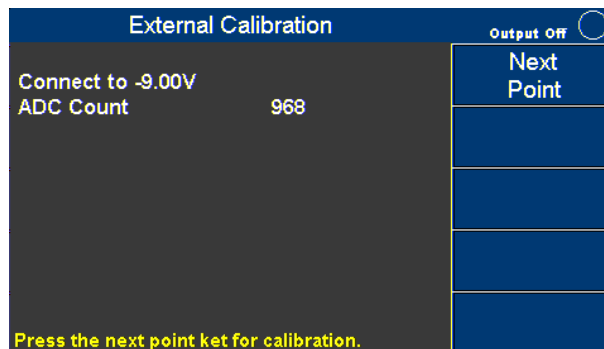 External Calibration
Output Off
Next
Point
Connect to -9.00V
ADC Count 968
Press the next point ket for calibration.